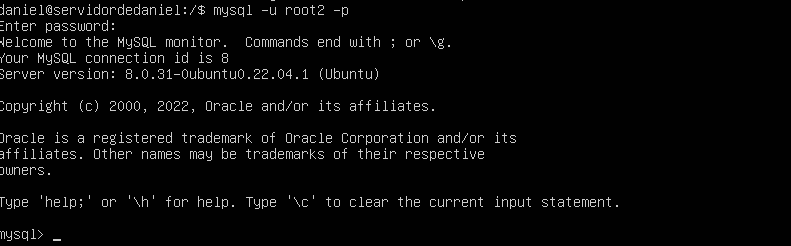 daniel@servidordedaniel:/$ mysql -u root2 -p
Enter password:
Welcome to the MySQL monitor.  Commands end with ; or \g.
Your MySQL connection id is 8
Server version: 8.0.31-0ubuntu0.22.04.1 (Ubuntu)
Copyright (c) 2000, 2022, Oracle and/or its affiliates.
Oracle is a registered trademark of Oracle Corporation and/or its
affiliates. Other names may be trademarks of their respective
owners.
Type 'help;' or '\h' for help. Type '\c' to clear the current input statement.
mysql> _